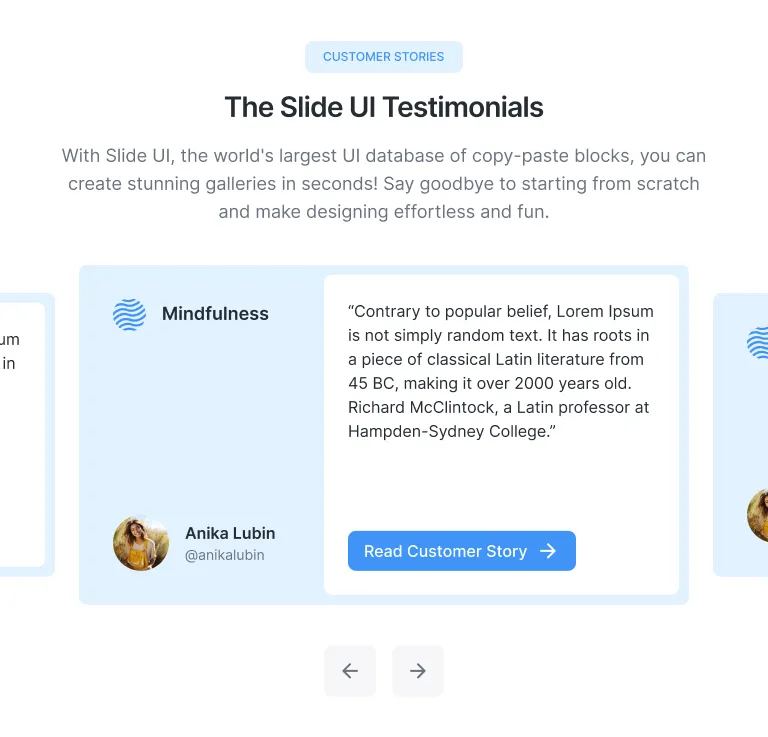 CUSTOMER STORIES
The Slide UI Testimonials
With Slide UI, the world's largest UI database of copy-paste blocks, you can
create stunning galleries in seconds! Say goodbye to starting from scratch
and make designing effortless and fun.
in
Mindfulness
“Contrary to popular belief, Lorem Ipsum
is not simply random text. It has roots in
a piece of classical Latin literature from
45 BC, making it over 2000 years old.
Richard McClintock, a Latin professor at
Hampden-Sydney College.”
Anika Lubin
@anikalubin
Read Customer Story